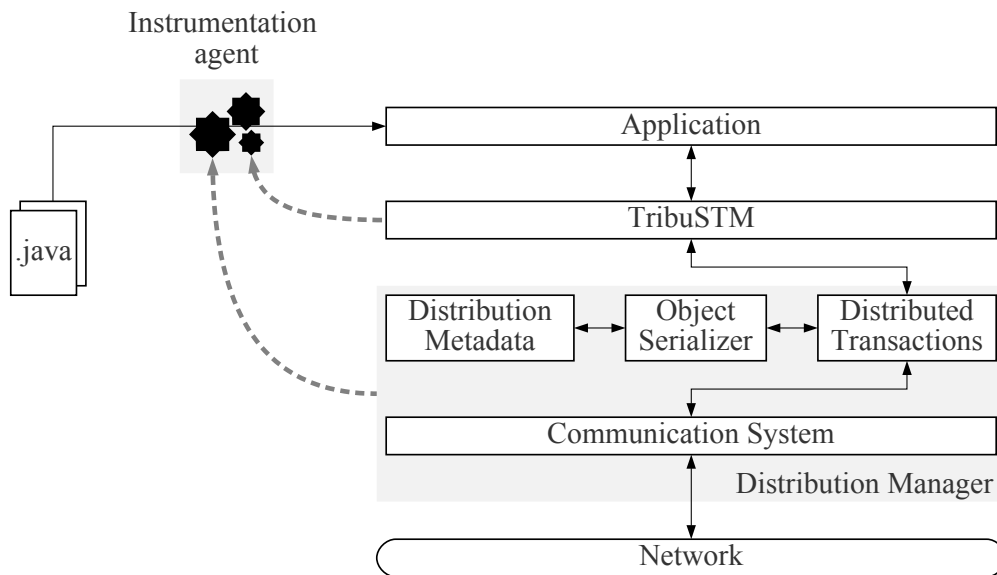 Instrumentation
agent
Application
.java
TribuSTM
Distribution
Metadata
Object
Serializer
Distributed
Transactions
Communication System
Distribution Manager
Network